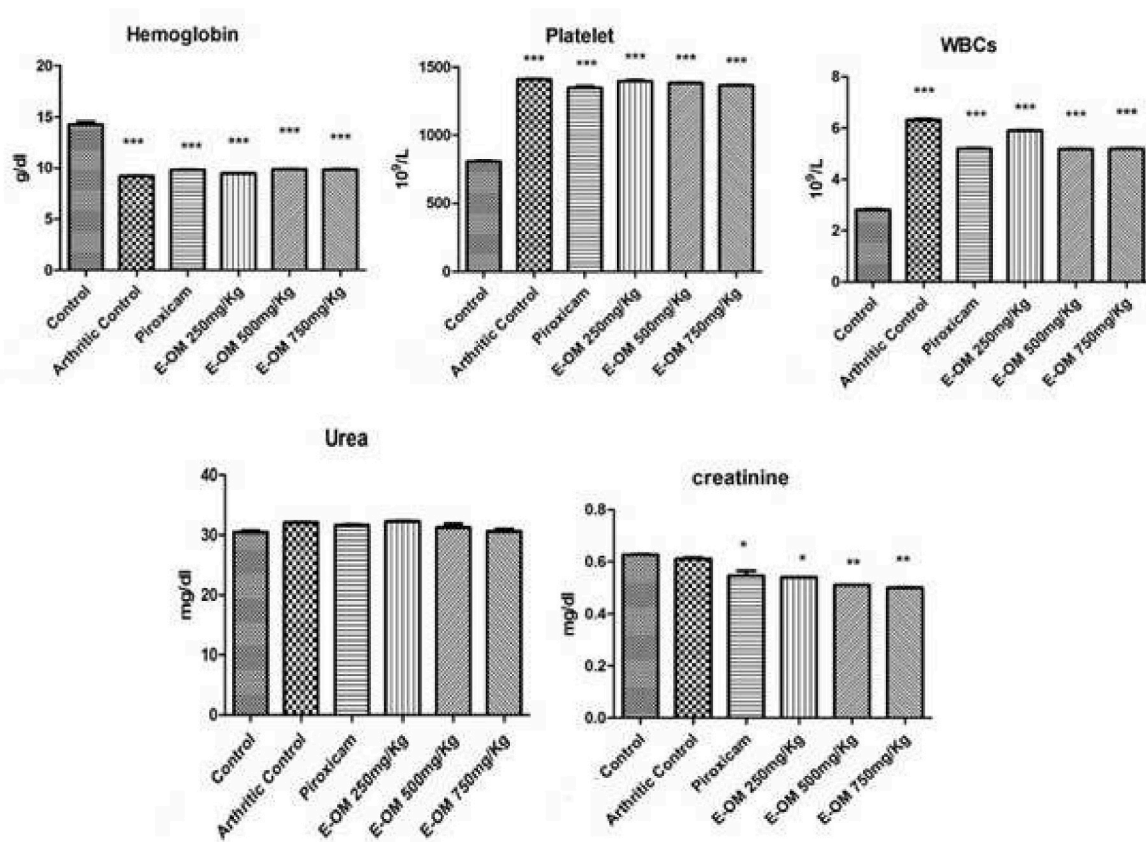 Hemoglobin
20
15
10
5
0
g/dl
*** *** *** *** ***
Control
Arthritic Control
Piroxicam
E-OM 250mg/Kg
E-OM 500mg/Kg
E-OM 750mg/Kg
Platelet
1500
1000
500
0
10⁹/L
*** *** *** *** ***
Control
Arthritic Control
Piroxicam
E-OM 250mg/Kg
E-OM 500mg/Kg
E-OM 750mg/Kg
WBCs
8
6
4
2
0
10⁹/L
*** *** *** *** ***
Control
Arthritic Control
Piroxicam
E-OM 250mg/Kg
E-OM 500mg/Kg
E-OM 750mg/Kg
Urea
40
30
20
10
0
mg/dl
Control
Arthritic Control
Piroxicam
E-OM 250mg/Kg
E-OM 500mg/Kg
E-OM 750mg/Kg
creatinine
0.8
0.6
0.4
0.2
0.0
mg/dl
* * ** **
Control
Arthritic Control
Piroxicam
E-OM 250mg/Kg
E-OM 500mg/Kg
E-OM 750mg/Kg